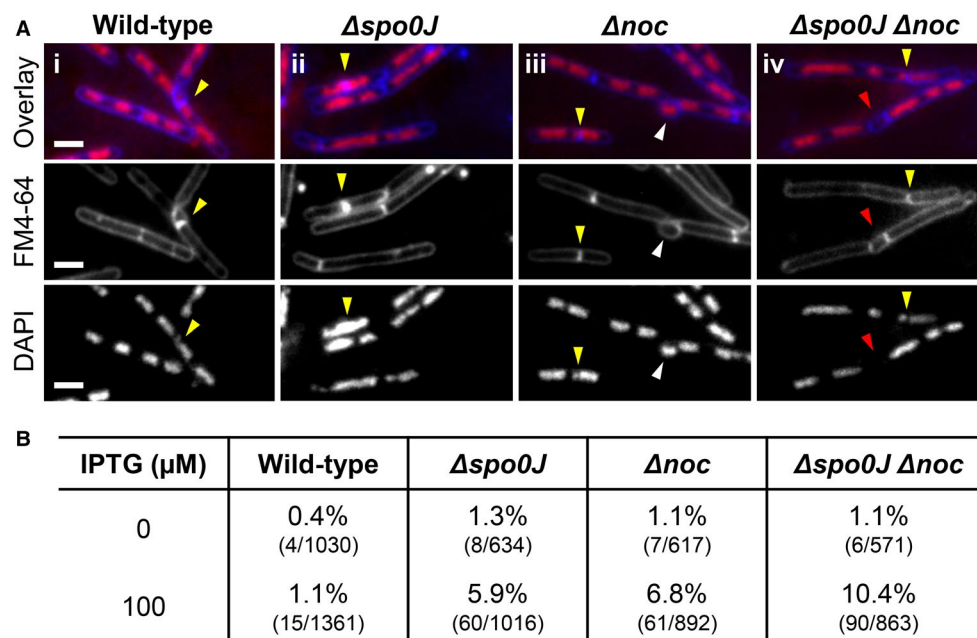 A
Wild-type
Δspo0J
Δnoc
Δspo0J Δnoc
Overlay
i
ii
iii
iv
FM4-64
DAPI
B
IPTG (µM) Wild-type Δspo0J Δnoc Δspo0J Δnoc
0 0.4% 1.3% 1.1% 1.1%
(4/1030) (8/634) (7/617) (6/571)
100 1.1% 5.9% 6.8% 10.4%
(15/1361) (60/1016) (61/892) (90/863)